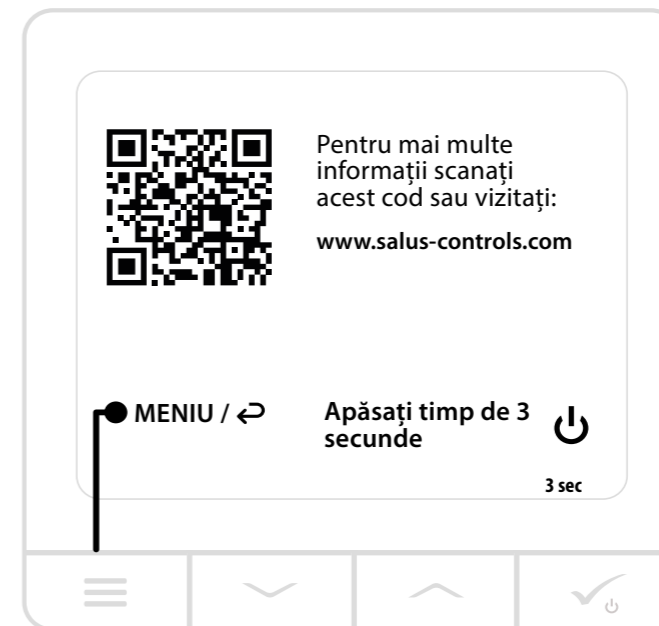 Pentru mai multe
informații scanați
acest cod sau vizitați:
www.salus-controls.com
MENIU / ↩
Apăsați timp de 3
secunde
3 sec